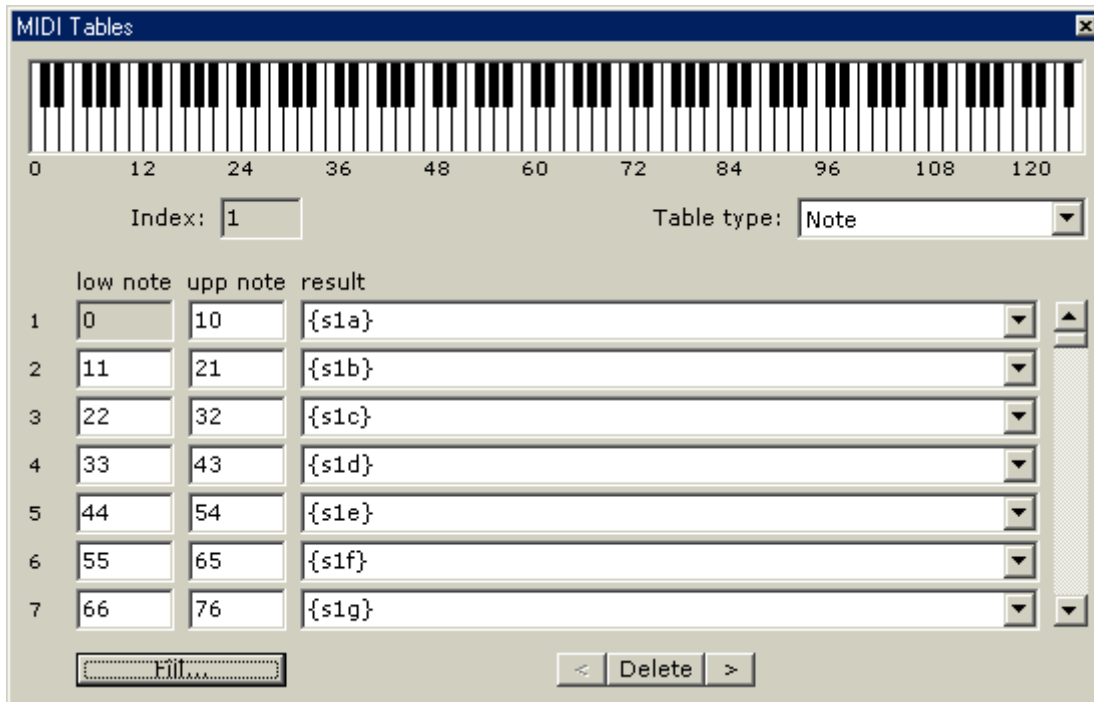 MIDI Tables
0 12 24 36 48 60 72 84 96 108 120
Index: 1 Table type: Note
low note upp note result
1 0 10 {s1a}
2 11 21 {s1b}
3 22 32 {s1c}
4 33 43 {s1d}
5 44 54 {s1e}
6 55 65 {s1f}
7 66 76 {s1g}
Fill... < Delete >